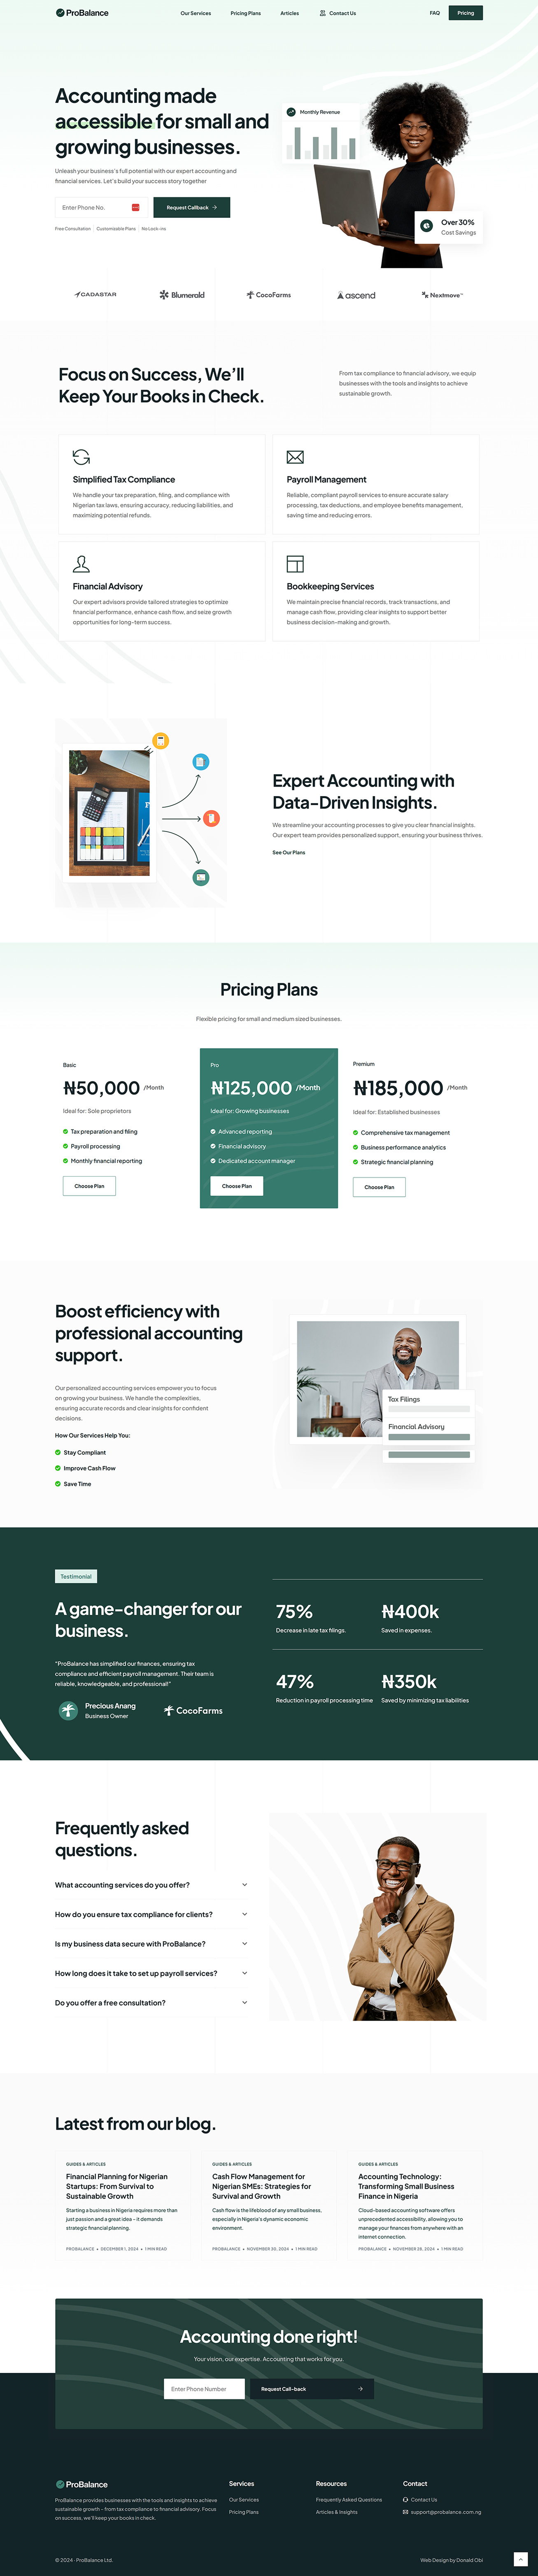 ProBalance
Our Services
Pricing Plans
Articles
Contact Us
FAQ
Pricing
Accounting made
accessible for small and
growing businesses.
Unleash your business's full potential with our expert accounting and
financial services. Let's build your success story together
Enter Phone No.
Request Callback
Free Consultation
Customizable Plans
No Lock-ins
Monthly Revenue
Over 30%
Cost Savings
CADASTAR
Blumerald
CocoFarms
ascend
Nextmove
Focus on Success, We'll
Keep Your Books in Check.
From tax compliance to financial advisory, we equip
businesses with the tools and insights to achieve
sustainable growth.
Simplified Tax Compliance
We handle your tax preparation, filing, and compliance with
Nigerian tax laws, ensuring accuracy, reducing liabilities, and
maximizing potential refunds.
Payroll Management
Reliable, compliant payroll services to ensure accurate salary
processing, tax deductions, and employee benefits management,
saving time and reducing errors.
Financial Advisory
Our expert advisors provide tailored strategies to optimize
financial performance, enhance cash flow, and seize growth
opportunities for long-term success.
Bookkeeping Services
We maintain precise financial records, track transactions, and
manage cash flow, providing clear insights to support better
business decision-making and growth.
Expert Accounting with
Data-Driven Insights.
We streamline your accounting processes to give you clear financial insights.
Our expert team provides personalized support, ensuring your business thrives.
See Our Plans
Pricing Plans
Flexible pricing for small and medium sized businesses.
Basic
₦50,000 /Month
Ideal for: Sole proprietors
Tax preparation and filing
Payroll processing
Monthly financial reporting
Choose Plan
Pro
₦125,000 /Month
Ideal for: Growing businesses
Advanced reporting
Financial advisory
Dedicated account manager
Choose Plan
Premium
₦185,000 /Month
Ideal for: Established businesses
Comprehensive tax management
Business performance analytics
Strategic financial planning
Choose Plan
Boost efficiency with
professional accounting
support.
Our personal accounting services empower you to focus
on growing your business. We handle the complexities,
ensuring accurate records and clear insights for confident
decisions.
How Our Services Help You:
Stay Compliant
Improve Cash Flow
Save Time
Tax Filings
Financial Advisory
Testimonial
A game-changer for our
business.
"ProBalance has simplified our finances, ensuring tax
compliance and efficient payroll management. Their team is
reliable, knowledgeable, and professional!"
Precious Anang
Business Owner
CocoFarms
75%
Decrease in late tax filings.
₦400k
Saved in expenses.
47%
Reduction in payroll processing time
₦350k
Saved by minimizing tax liabilities
Frequently asked
questions.
What accounting services do you offer?
How do you ensure tax compliance for clients?
Is my business data secure with ProBalance?
How long does it take to set up payroll services?
Do you offer a free consultation?
Latest from our blog.
GUIDES & ARTICLES
Financial Planning for Nigerian
Startups: From Survival to
Sustainable Growth
Starting a business in Nigeria requires more than
just passion and a great idea – it demands
strategic financial planning.
PROBALANCE • DECEMBER 1, 2024 • 1 MIN READ
GUIDES & ARTICLES
Cash Flow Management for
Nigerian SMEs: Strategies for
Survival and Growth
Cash flow is the lifeblood of any small business,
especially in Nigeria's dynamic economic
environment.
PROBALANCE • NOVEMBER 30, 2024 • 1 MIN READ
GUIDES & ARTICLES
Accounting Technology:
Transforming Small Business
Finance in Nigeria
Cloud-based accounting software offers
unprecedented accessibility, allowing you to
manage your finances from anywhere with an
internet connection.
PROBALANCE • NOVEMBER 28, 2024 • 1 MIN READ
Accounting done right!
Your vision, our expertise. Accounting that works for you.
Enter Phone Number
Request Call-back
ProBalance
ProBalance provides businesses with the tools and insights to achieve
sustainable growth – from tax compliance to financial advisory. Focus
on success, we'll keep your books in check.
Services
Our Services
Pricing Plans
Resources
Frequently Asked Questions
Articles & Insights
Contact
Contact Us
support@probalance.com.ng
© 2024 · ProBalance Ltd.
Web Design by Donald Obi